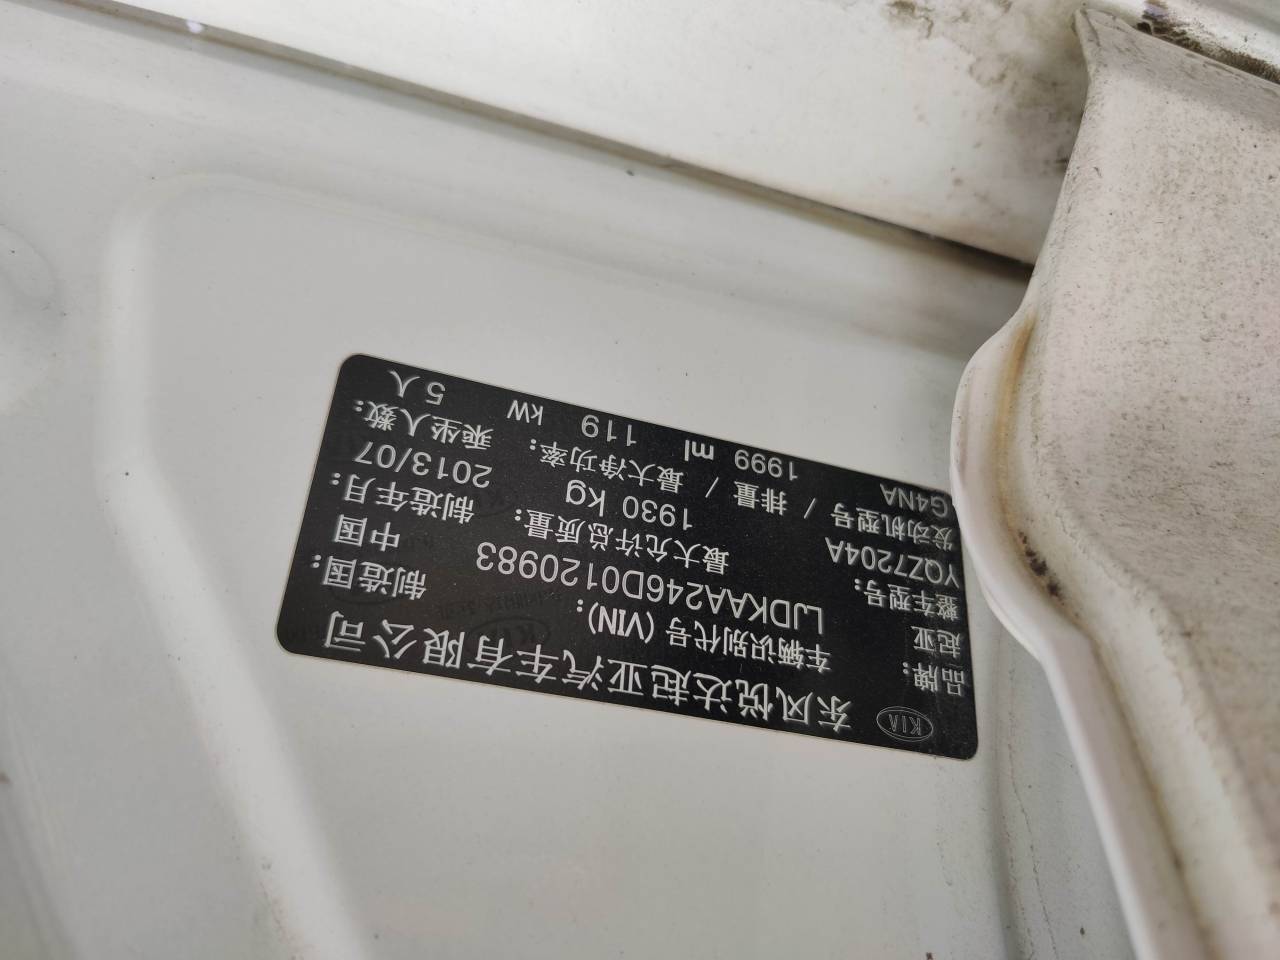 KIA 东风悦达起亚汽车有限公司
品牌: 车辆识别代号 (VIN): 制造国:
起亚 LJDKAA246D0120983 中国
整车型号: 最大允许总质量: 制造年月:
YQZ7204A 1930 kg 2013/07
发动机型号 / 排量 / 最大净功率: 乘坐人数:
G4NA 1999 ml 119 kW 5 人